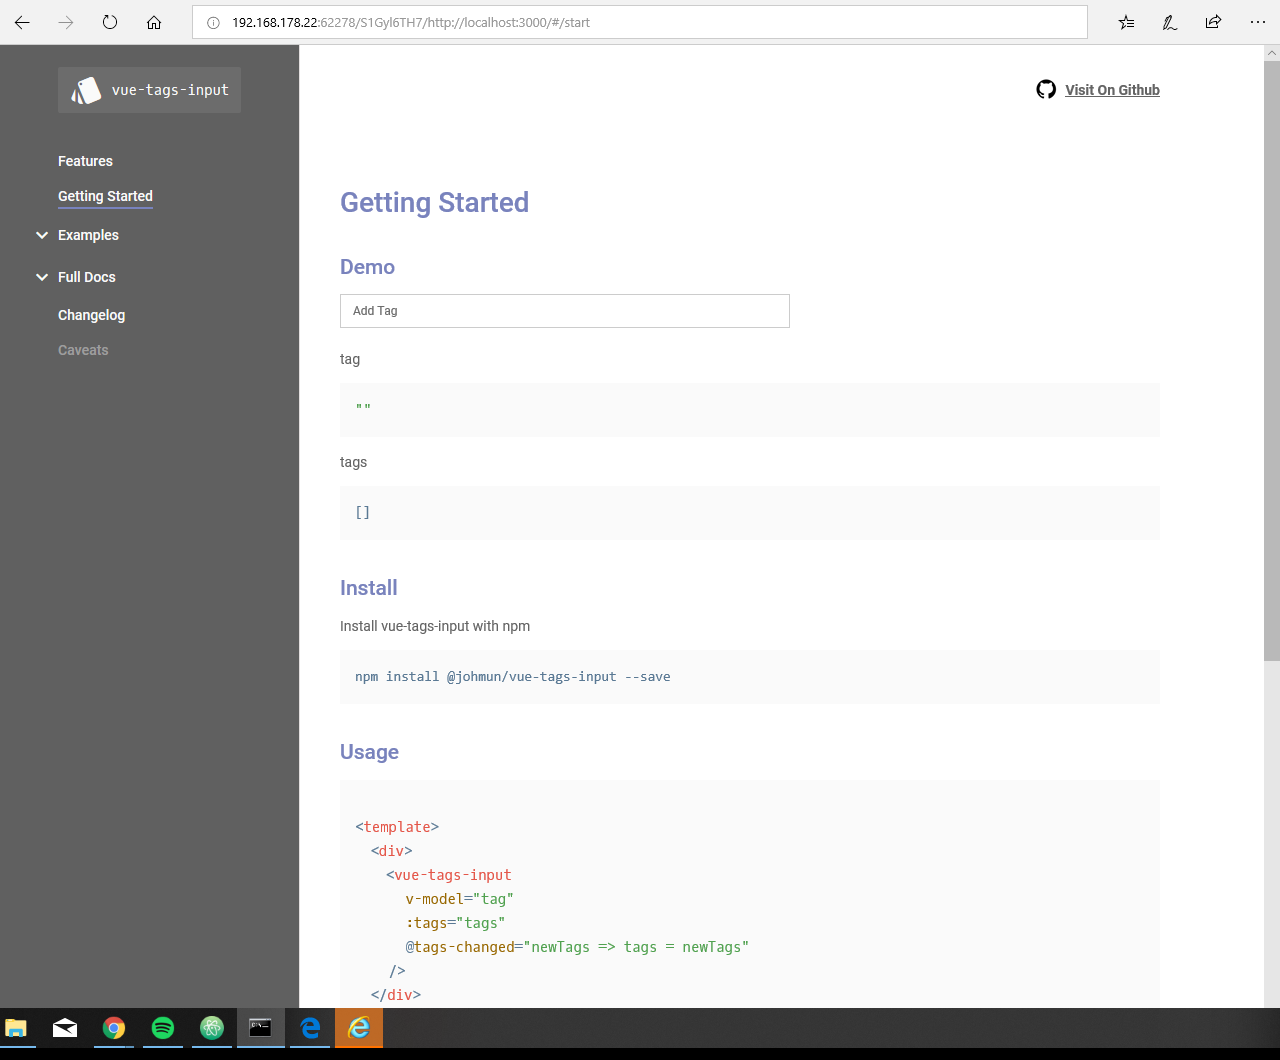 192.168.178.22:62278/S1Gyl6TH7/http://localhost:3000/#/start
vue-tags-input
Visit On Github
Features
Getting Started
Examples
Full Docs
Changelog
Caveats
Getting Started
Demo
Add Tag
tag
""
tags
[]
Install
Install vue-tags-input with npm
npm install @johmun/vue-tags-input --save
Usage
<template>
<div>
<vue-tags-input
v-model="tag"
:tags="tags"
@tags-changed="newTags => tags = newTags"
/>
</div>